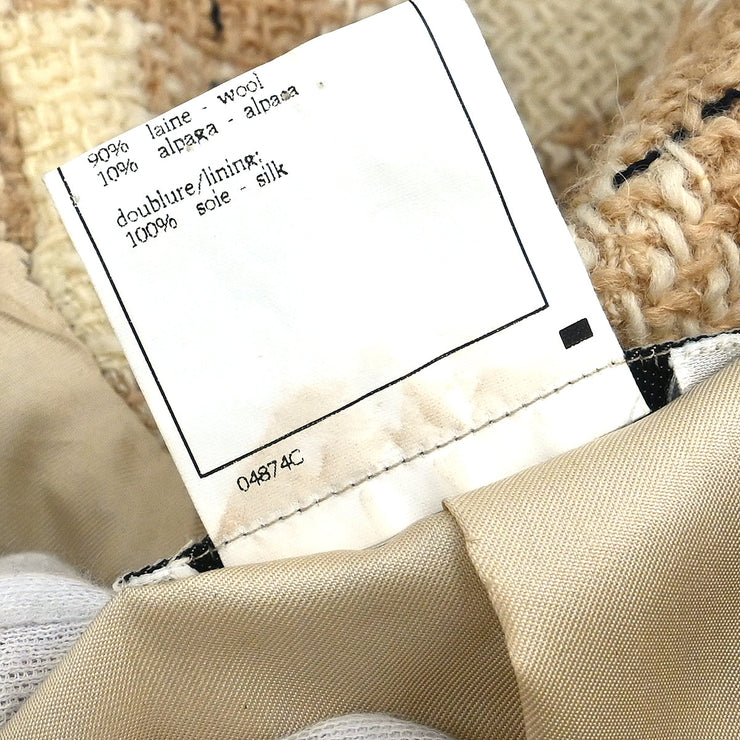 90% laine - wool
10% alpaga - alpaca
doublure/lining:
100% soie - silk
04874C